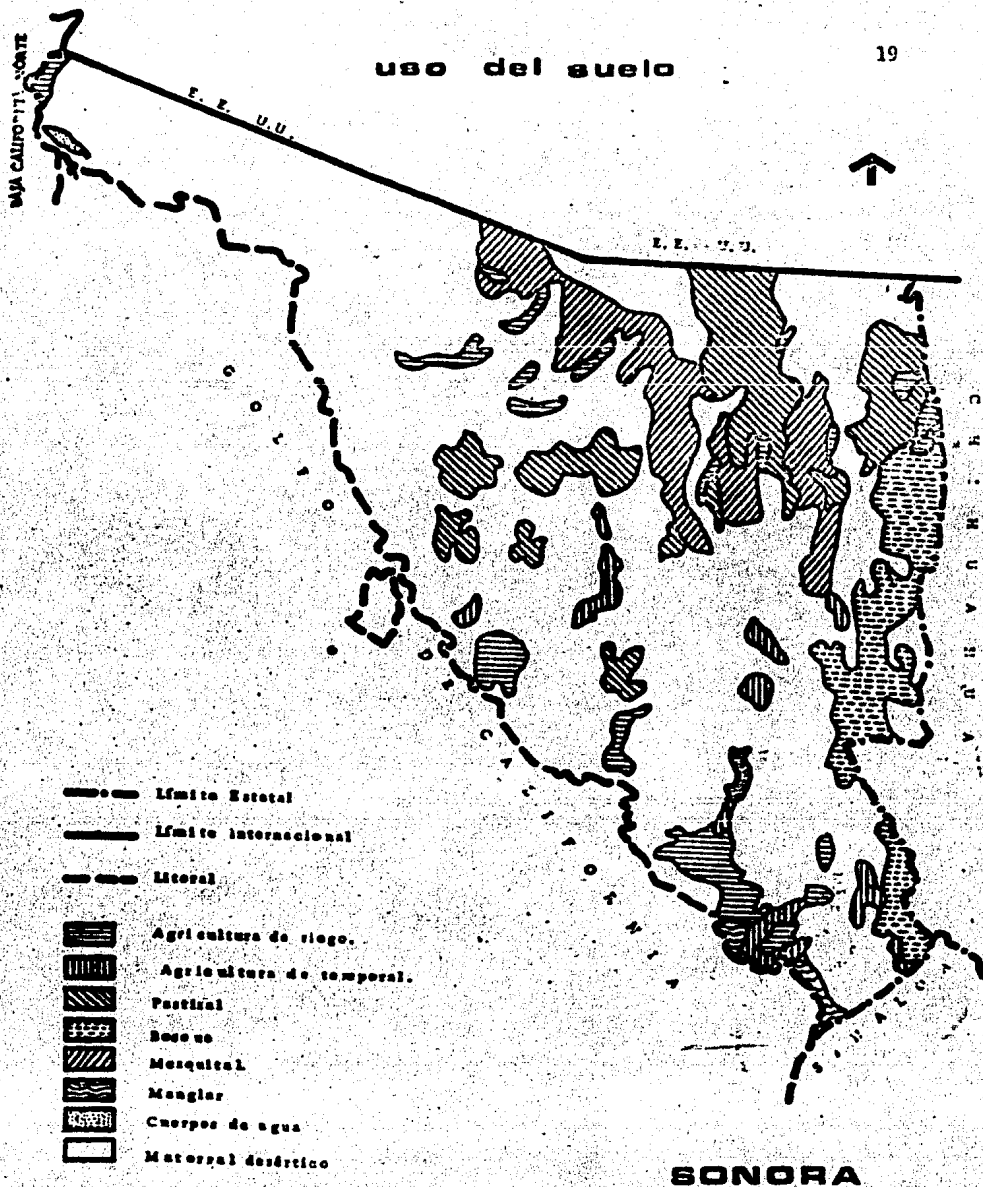 19
uso del suelo
BAJA CALIFORNIA NORTE
E. E. U.U.
E. E. U.U.
GOLFO DE CALIFORNIA
CHIHUAHUA
SINALOA
Límite Estatal
Límite internacional
Litoral
Agricultura de riego.
Agricultura de temporal.
Pastizal
Bosque
Mezquital.
Manglar
Cuerpos de agua
Matorral desértico
SONORA